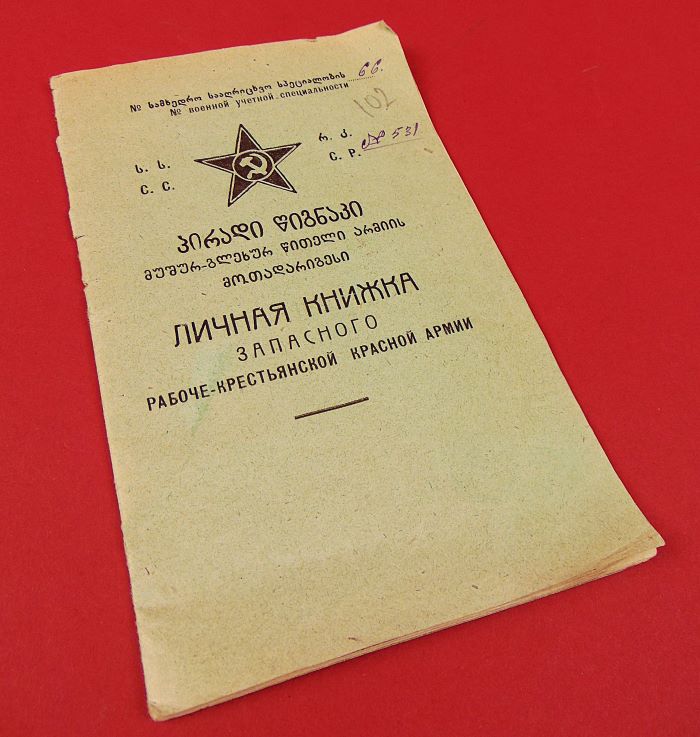 № სამხედრო სააღრიცხვო სპეციალობის 66.
№ военной учетной специальности
102
ს. ს. რ. კ.
С. С. С. Р. № 531
პირადი წიგნაკი
მუშურ-გლეხურ წითელი არმიის
მოთადარიგესი
ЛИЧНАЯ КНИЖКА
ЗАПАСНОГО
РАБОЧЕ-КРЕСТЬЯНСКОЙ КРАСНОЙ АРМИИ